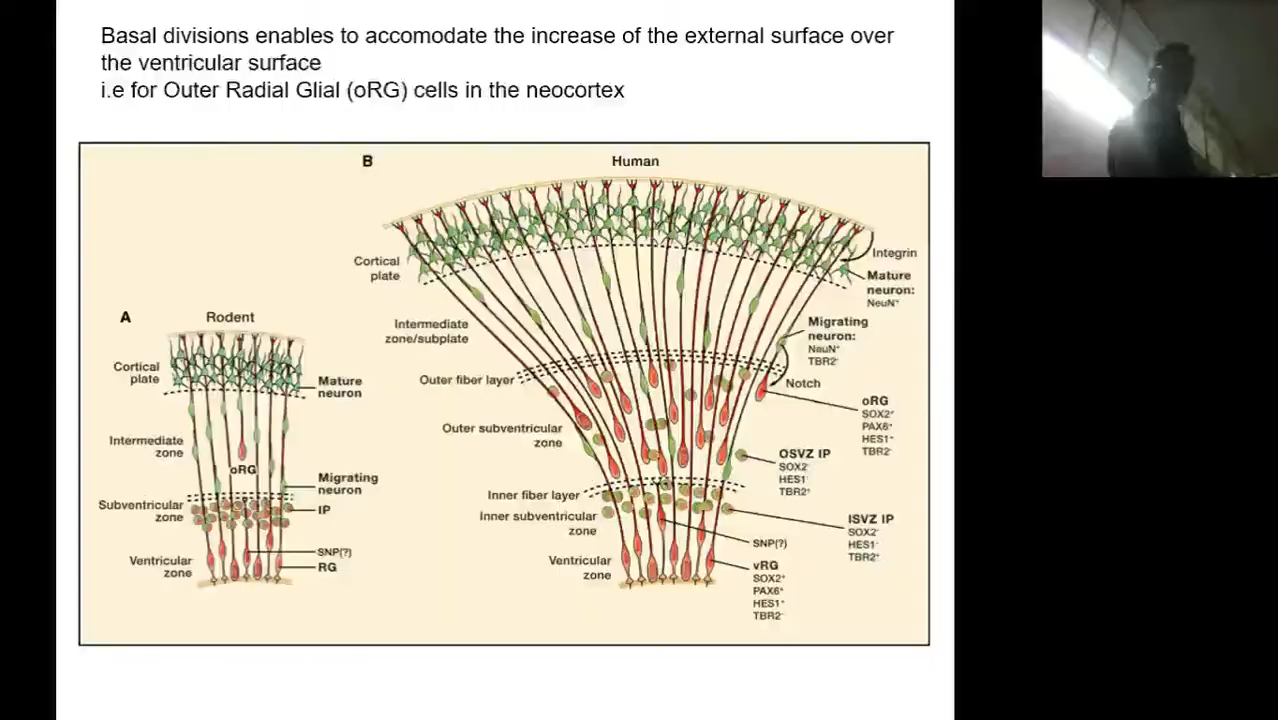 Basal divisions enables to accomodate the increase of the external surface over
the ventricular surface
i.e for Outer Radial Glial (oRG) cells in the neocortex
A
Rodent
Cortical
plate
Mature
neuron
Intermediate
zone
oRG
Migrating
neuron
Subventricular
zone
IP
SNP(?)
Ventricular
zone
RG
B
Human
Cortical
plate
Integrin
Mature
neuron:
NeuN⁺
Intermediate
zone/subplate
Migrating
neuron:
NeuN⁺
TBR2⁻
Outer fiber layer
Notch
oRG
SOX2⁺
PAX6⁺
HES1⁺
TBR2⁻
Outer subventricular
zone
OSVZ IP
SOX2⁻
HES1⁻
TBR2⁺
Inner fiber layer
Inner subventricular
zone
ISVZ IP
SOX2⁻
HES1⁻
TBR2⁺
SNP(?)
Ventricular
zone
vRG
SOX2⁺
PAX6⁺
HES1⁺
TBR2⁻